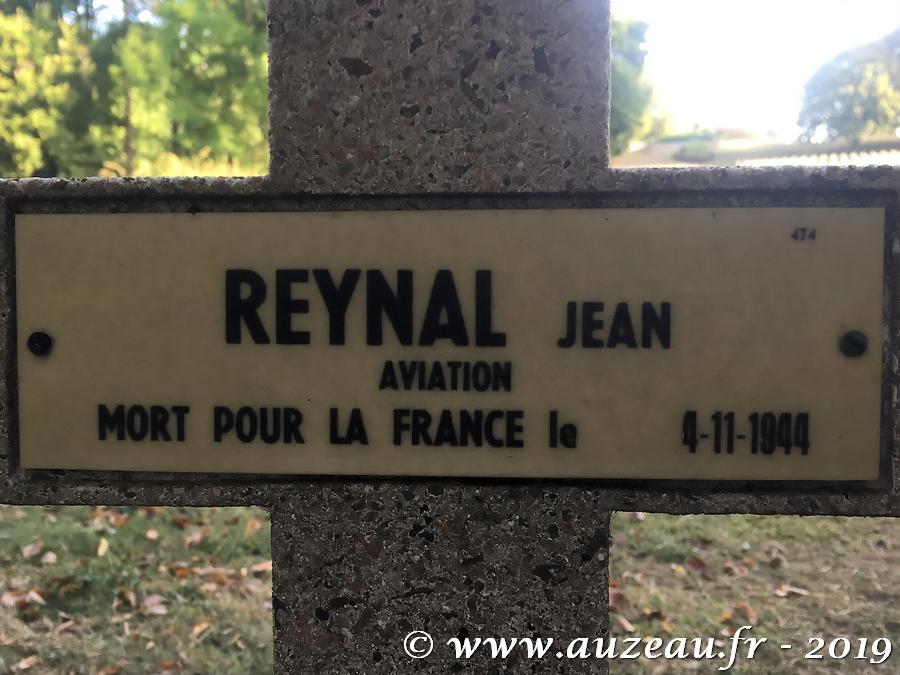 474
REYNAL JEAN
AVIATION
MORT POUR LA FRANCE le 4-11-1944
© www.auzeau.fr - 2019